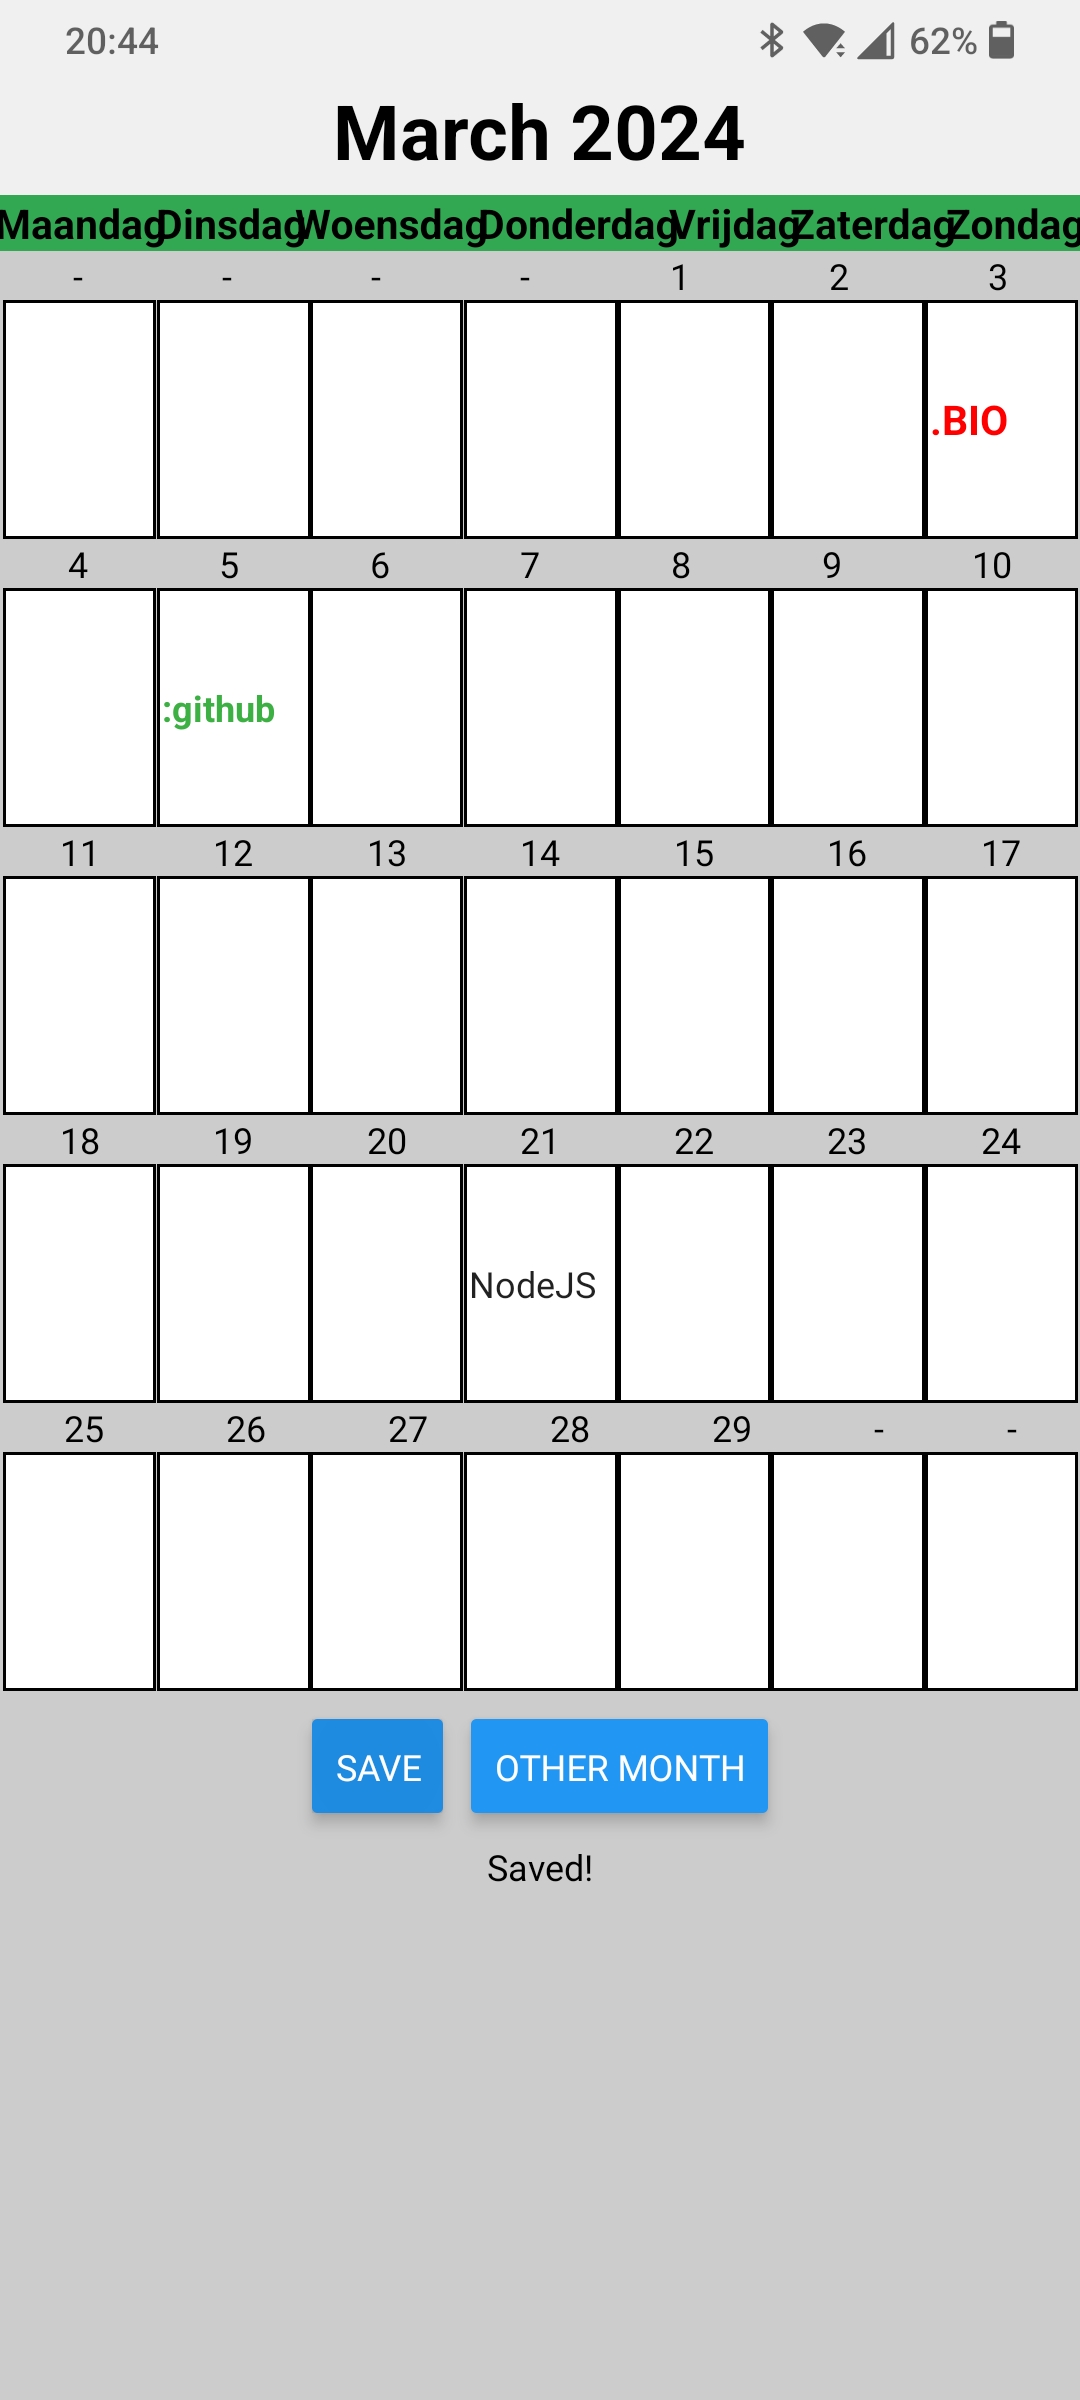 20:44 62%
March 2024
Maandag Dinsdag Woensdag Donderdag Vrijdag Zaterdag Zondag
- - - - 1 2 3
.BIO
4 5 6 7 8 9 10
:github
11 12 13 14 15 16 17
18 19 20 21 22 23 24
NodeJS
25 26 27 28 29 - -
SAVE OTHER MONTH
Saved!